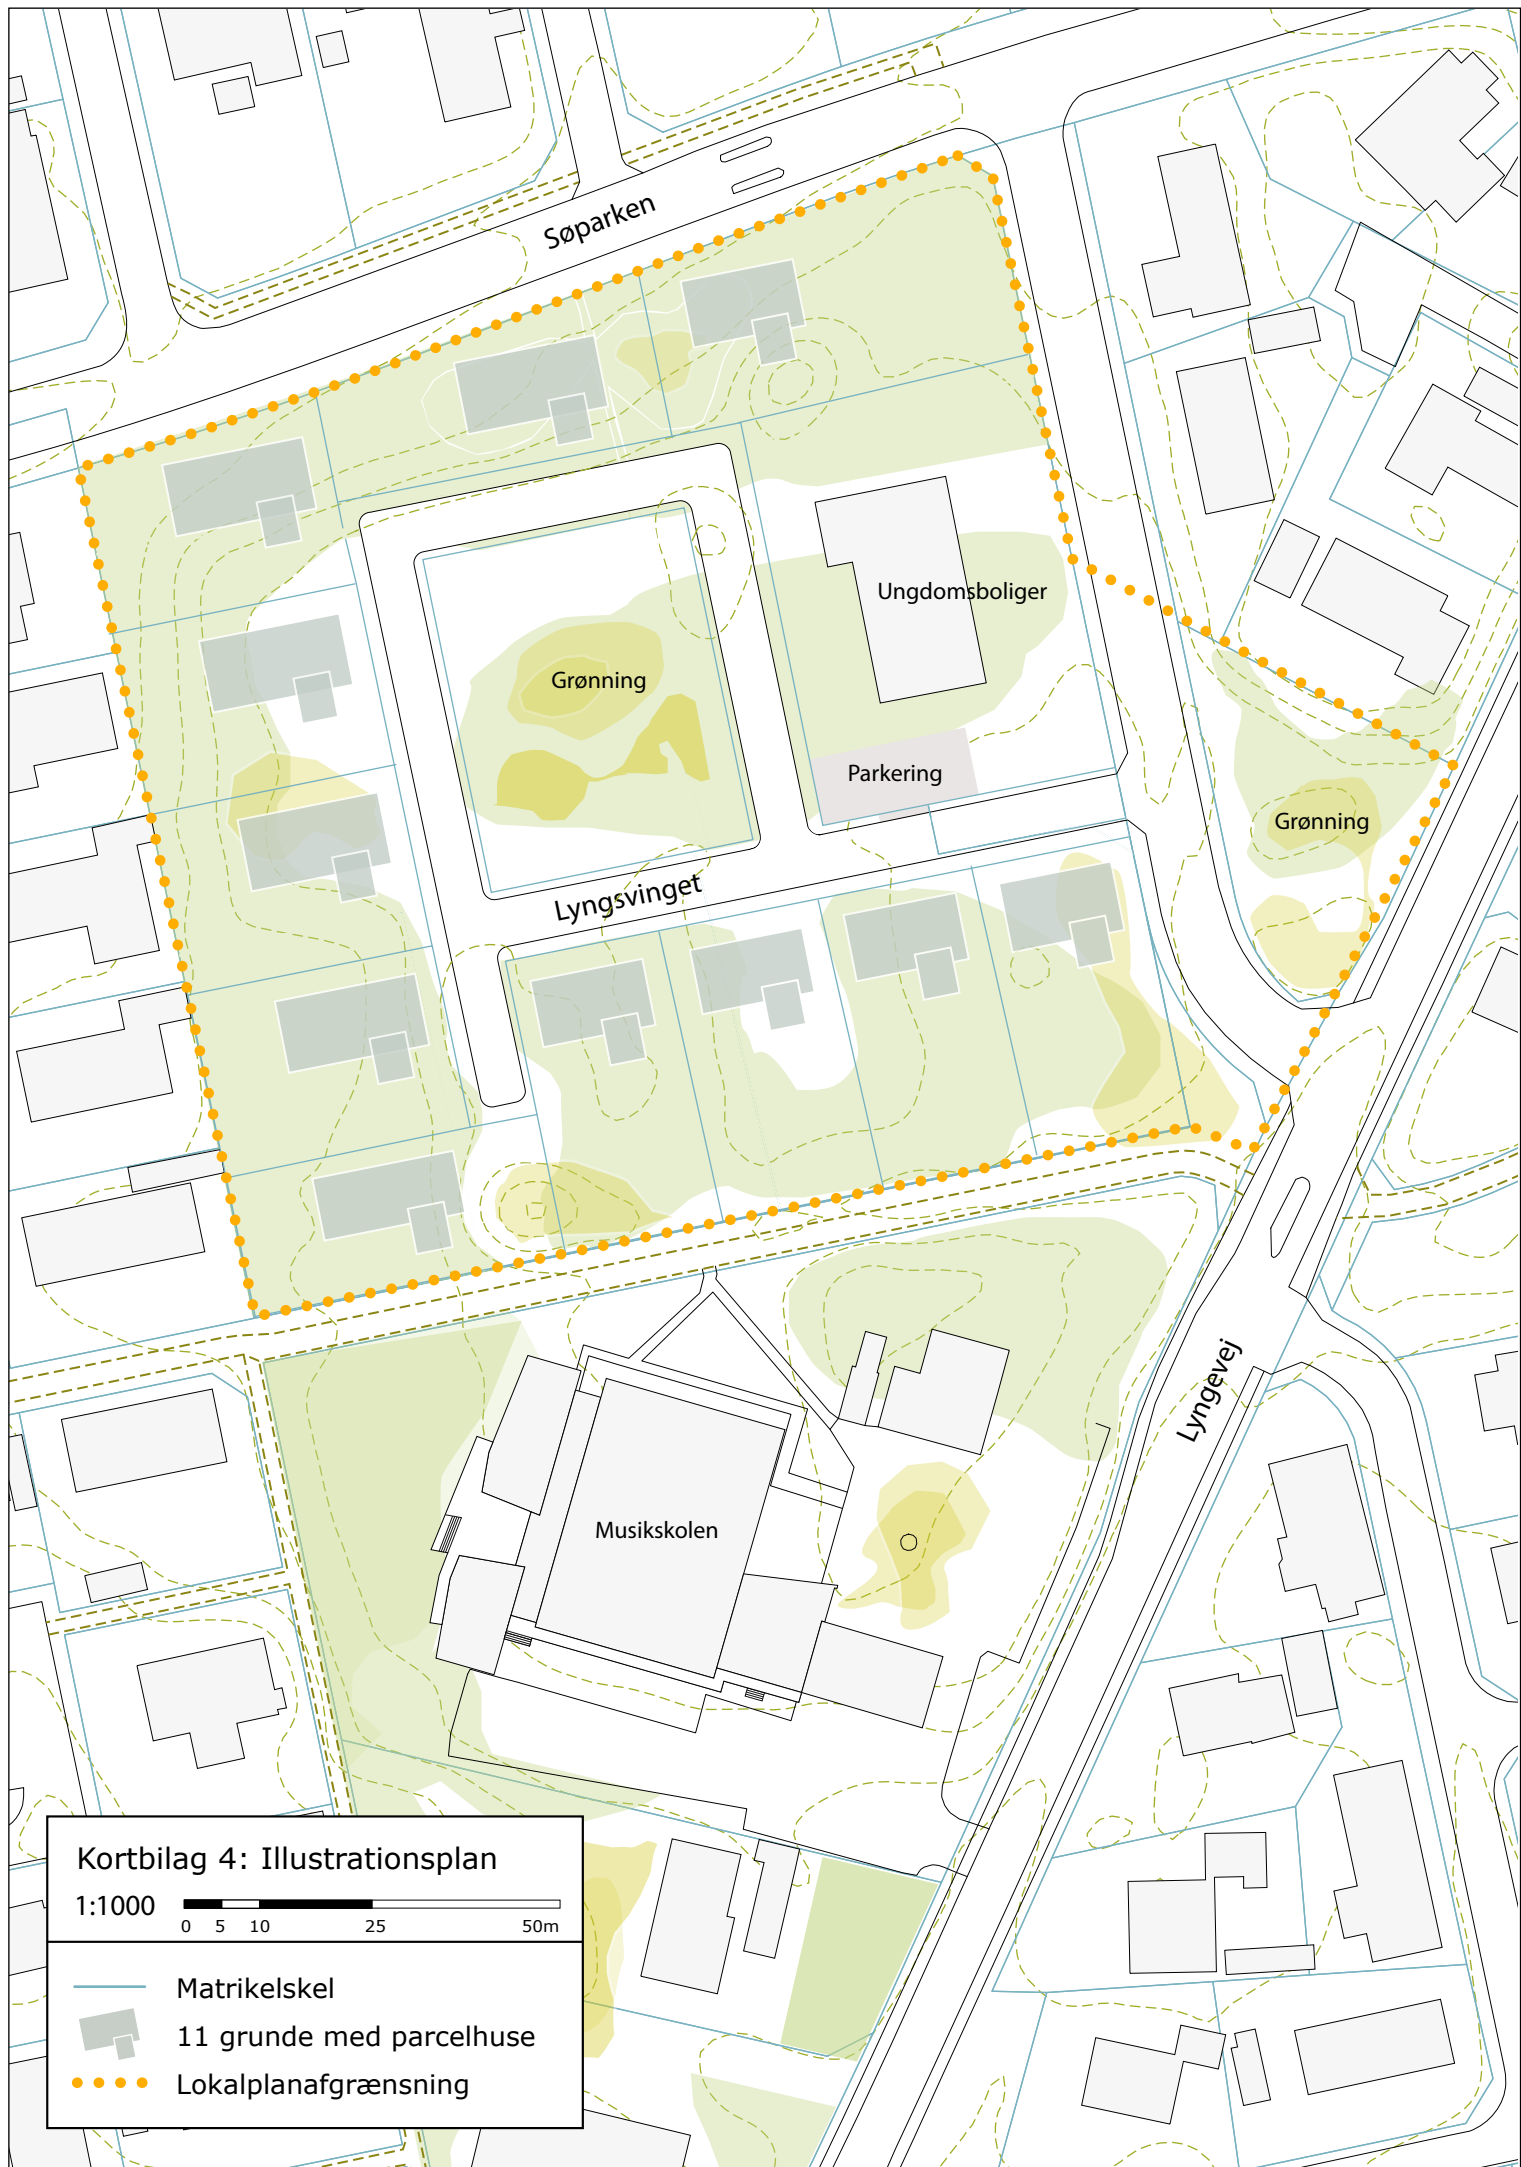 Søparken
Ungdomsboliger
Grønning
Parkering
Grønning
Lyngsvinget
Lyngevej
Musikskolen
Kortbilag 4: Illustrationsplan
1:1000
0 5 10 25 50m
Matrikelskel
11 grunde med parcelhuse
Lokalplanafgrænsning